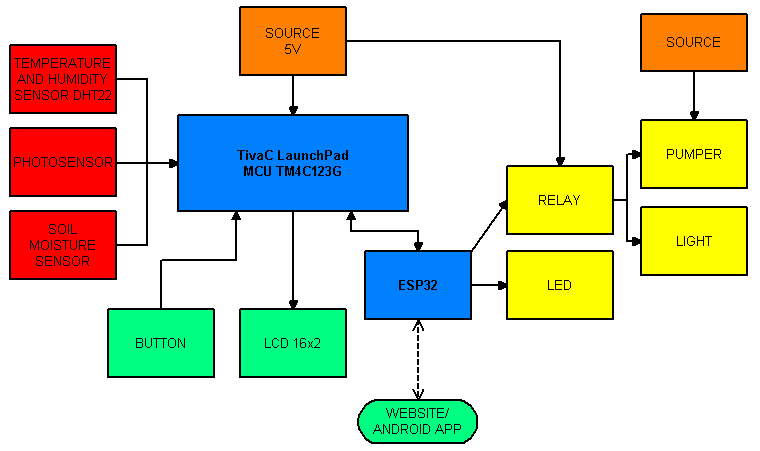 SOURCE
5V
SOURCE
TEMPERATURE
AND HUMIDITY
SENSOR DHT22
TivaC LaunchPad
MCU TM4C123G
PHOTOSENSOR
PUMPER
RELAY
SOIL
MOISTURE
SENSOR
LIGHT
ESP32
LED
BUTTON
LCD 16x2
WEBSITE/
ANDROID APP